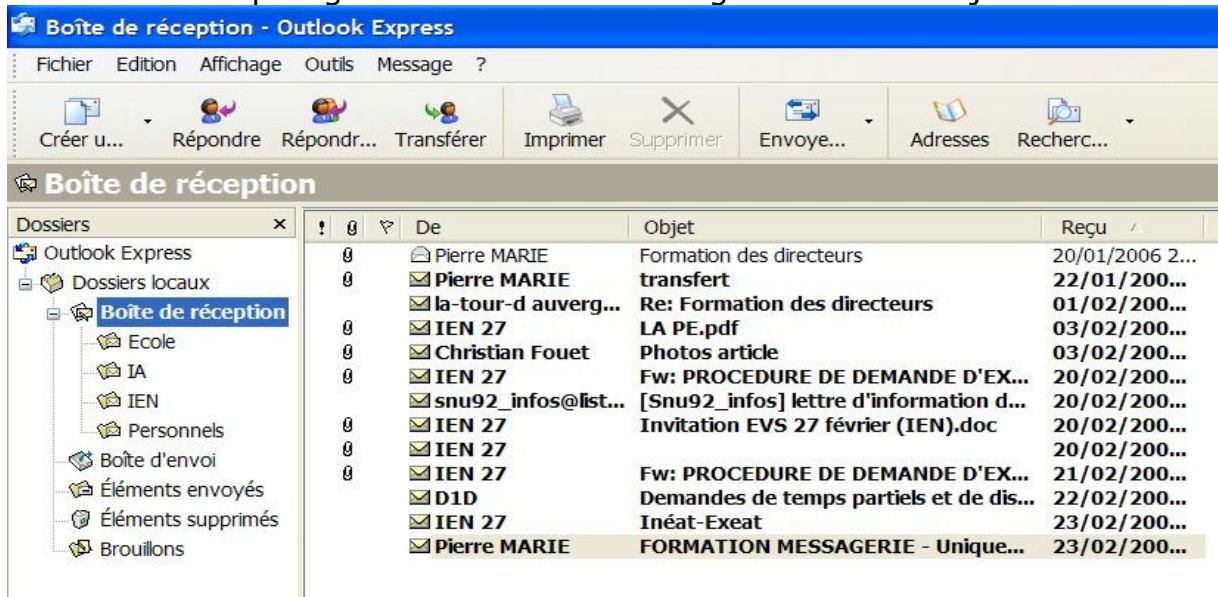 Boîte de réception - Outlook Express
Fichier Edition Affichage Outils Message ?
Créer u... Répondre Répondr... Transférer Imprimer Supprimer Envoye... Adresses Recherc...
Boîte de réception
Dossiers × ! De Objet Reçu
Outlook Express
Dossiers locaux
Boîte de réception
Ecole
IA
IEN
Personnels
Boîte d'envoi
Éléments envoyés
Éléments supprimés
Brouillons
Pierre MARIE Formation des directeurs 20/01/2006 2...
Pierre MARIE transfert 22/01/200...
la-tour-d auverg... Re: Formation des directeurs 01/02/200...
IEN 27 LA PE.pdf 03/02/200...
Christian Fouet Photos article 03/02/200...
IEN 27 Fw: PROCEDURE DE DEMANDE D'EX... 20/02/200...
snu92_infos@list... [Snu92_infos] lettre d'information d... 20/02/200...
IEN 27 Invitation EVS 27 février (IEN).doc 20/02/200...
IEN 27 20/02/200...
IEN 27 Fw: PROCEDURE DE DEMANDE D'EX... 21/02/200...
D1D Demandes de temps partiels et de dis... 22/02/200...
IEN 27 Inéat-Exeat 23/02/200...
Pierre MARIE FORMATION MESSAGERIE - Unique... 23/02/200...